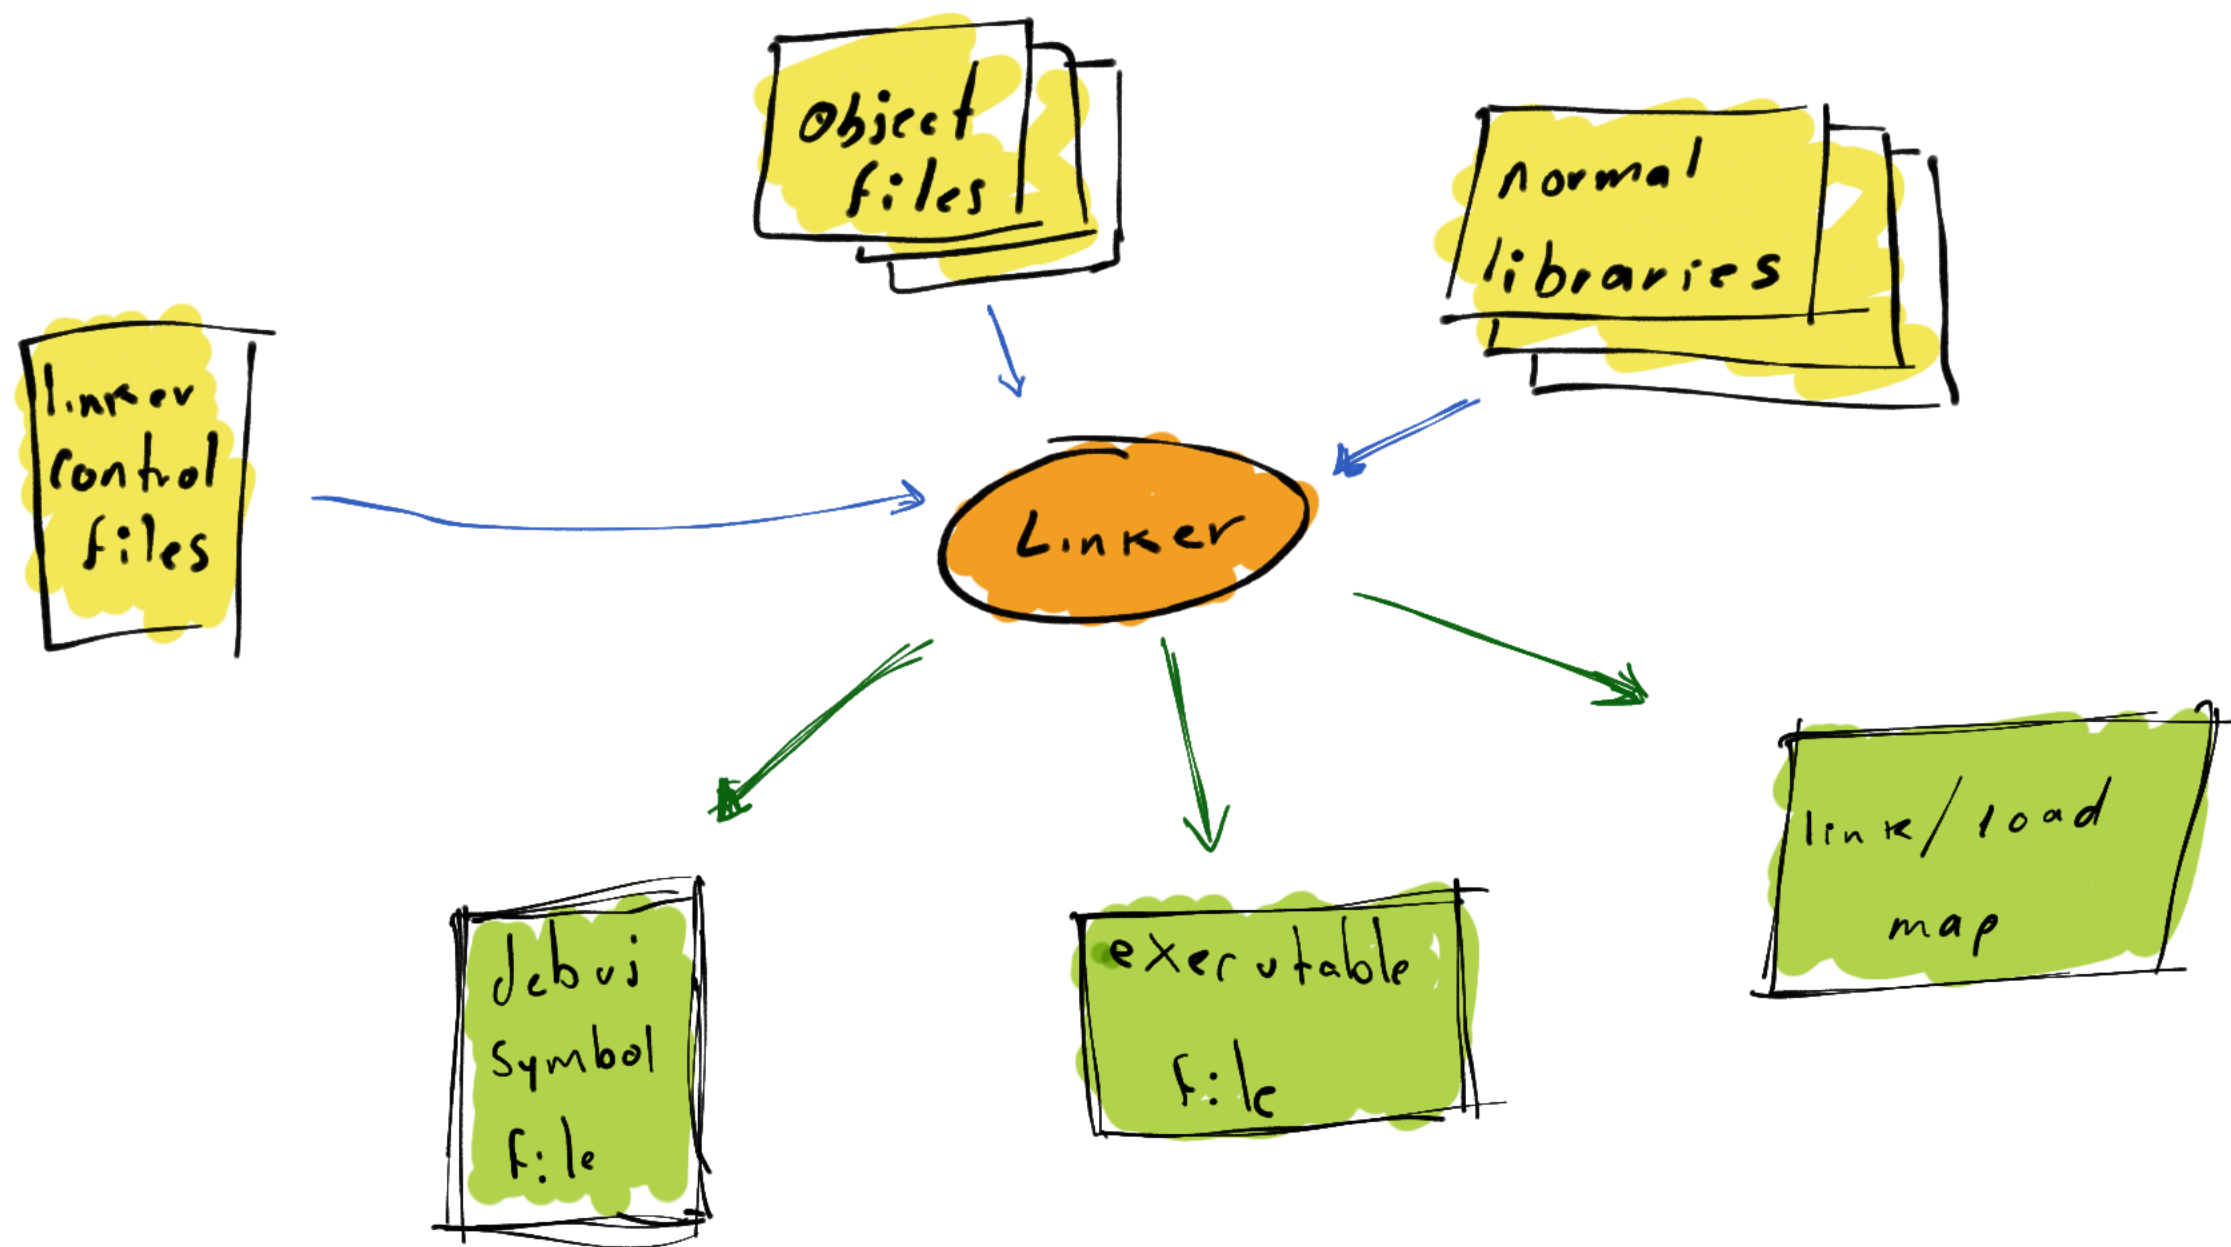 Object
files
normal
libraries
linker
control
files
Linker
link/load
map
debug
symbol
file
executable
file